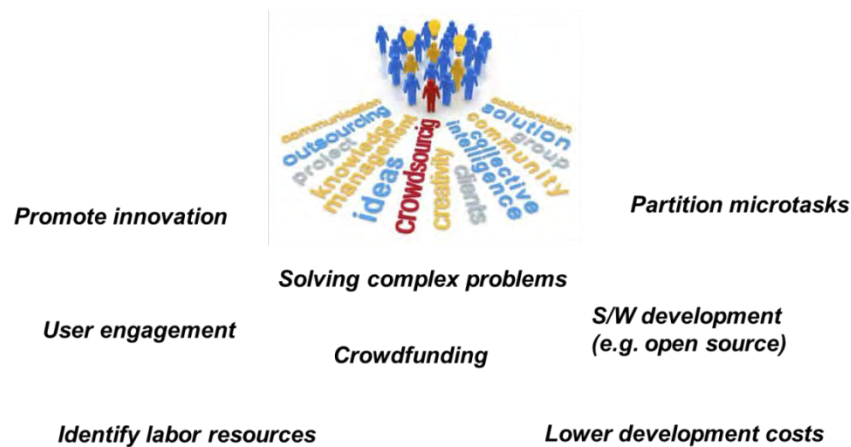 communication
outsourcing
project
knowledge
management
ideas
crowdsourcig
creativity
clients
intelligence
collective
community
group
solution
collaboration
Promote innovation
Partition microtasks
Solving complex problems
User engagement
S/W development
(e.g. open source)
Crowdfunding
Identify labor resources
Lower development costs